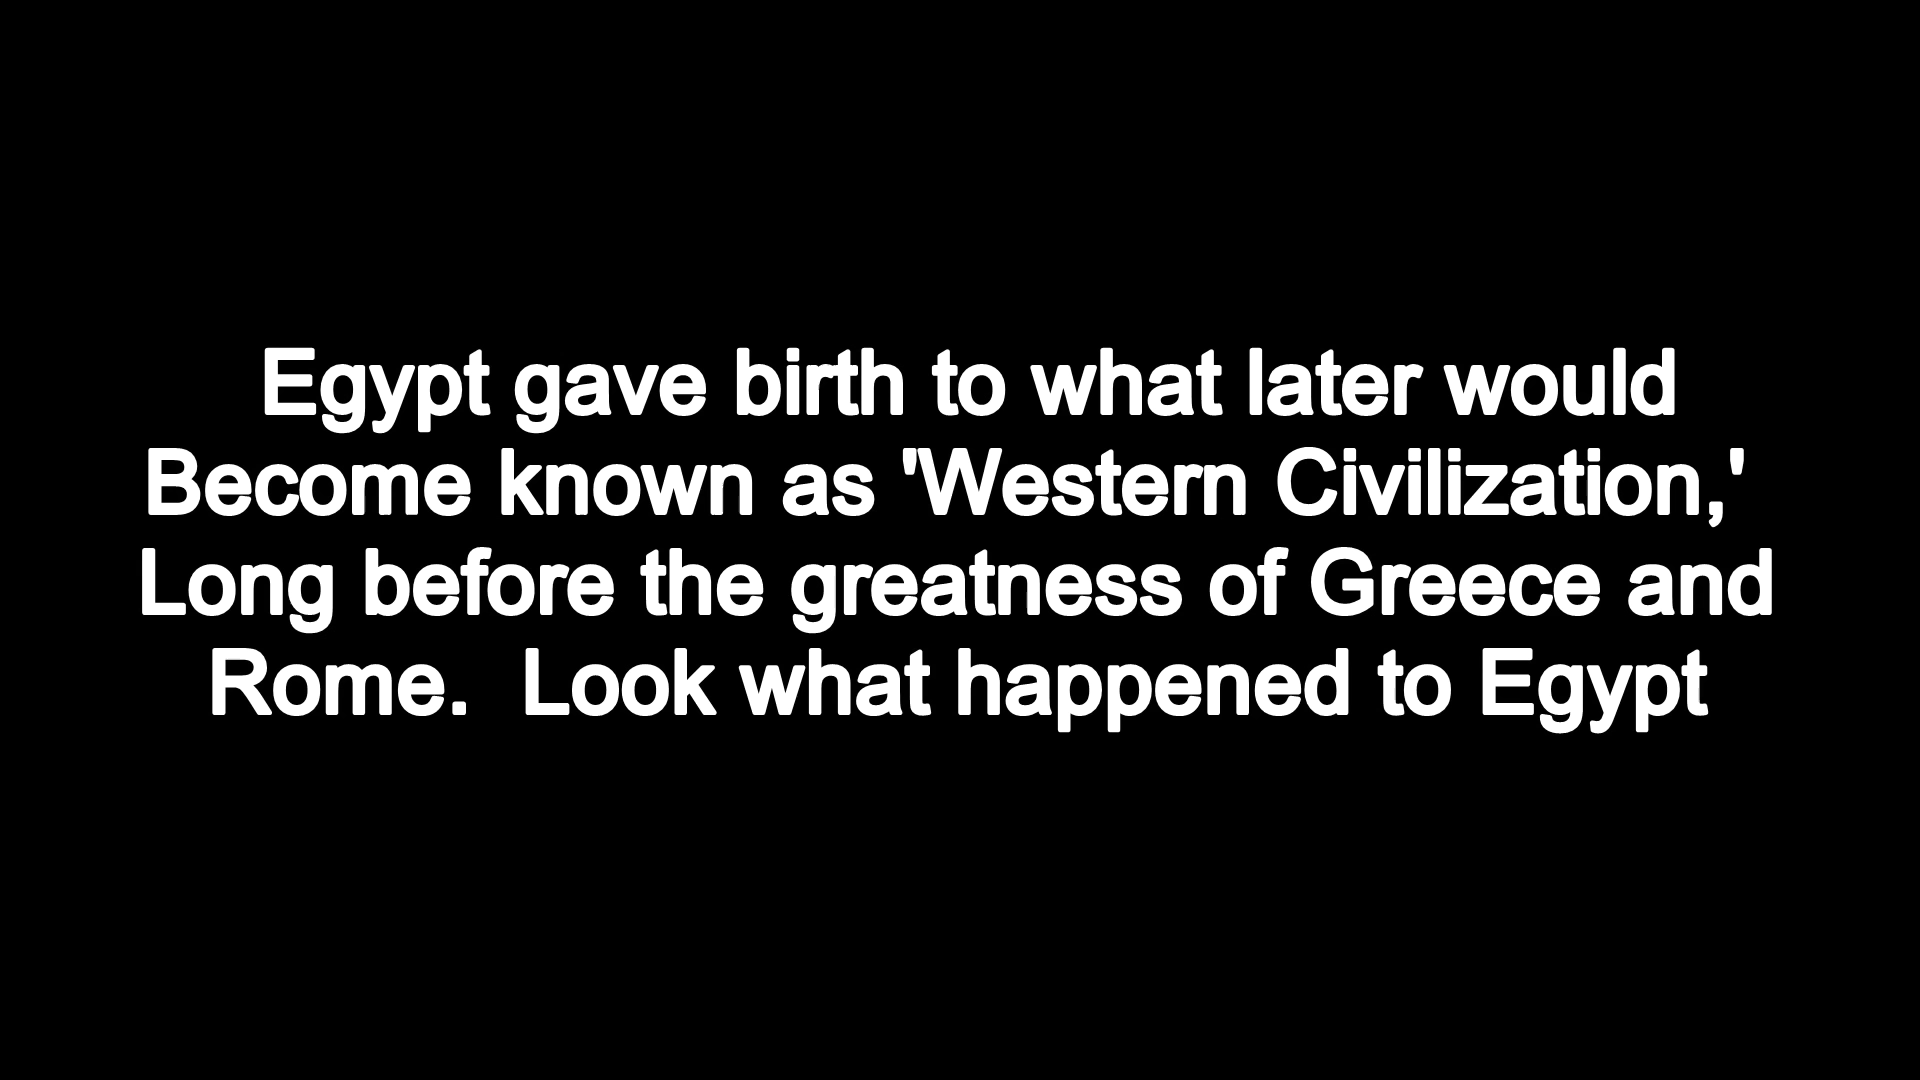 Egypt gave birth to what later would
Become known as 'Western Civilization,'
Long before the greatness of Greece and
Rome.  Look what happened to Egypt